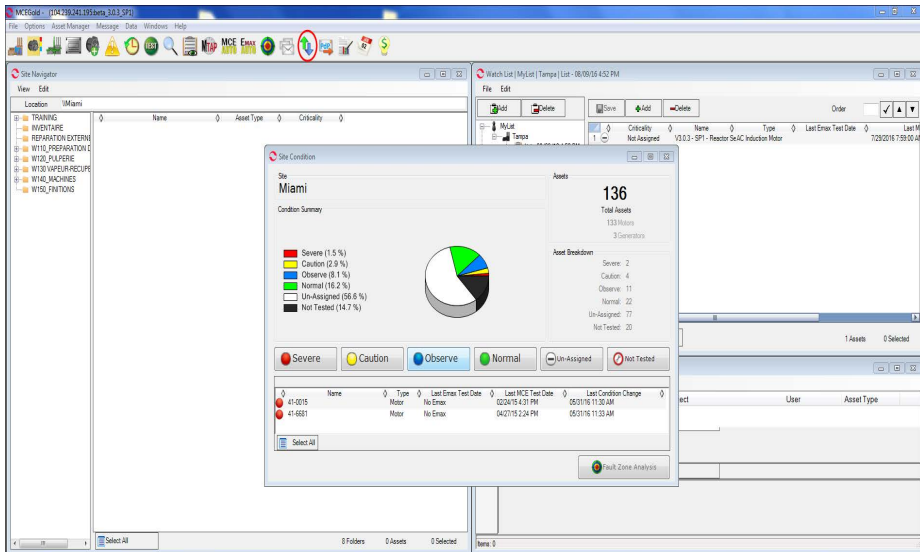 MCEGold - (104.239.241.195:beta_3.0.3_SP1)
File Options Asset Manager Message Data Windows Help
TEST MTAP MCE AUTO EMAX AUTO PdP
Site Navigator
View Edit
Location \Miami
Name Asset Type Criticality
TRAINING
INVENTAIRE
REPARATION EXTERNE
W110_PREPARATION D
W120_PULPERIE
W130 VAPEUR-RECUPE
W140_MACHINES
W150_FINITIONS
Select All 8 Folders 0 Assets 0 Selected
Watch List | MyList | Tampa | List - 08/09/16 4:52 PM
File Edit
Add Delete Save Add Delete Order
MyList
Tampa
Criticality Name Type Last Emax Test Date Last M
1 Not Assigned V3.0.3 - SP1 - Reactor Se AC Induction Motor 7/29/2016 7:59:00 A
1 Assets 0 Selected
ect User Asset Type
Items: 0
Site Condition
Site
Miami
Condition Summary
Severe (1.5 %)
Caution (2.9 %)
Observe (8.1 %)
Normal (16.2 %)
Un-Assigned (56.6 %)
Not Tested (14.7 %)
Assets
136
Total Assets
133 Motors
3 Generators
Asset Breakdown
Severe: 2
Caution: 4
Observe: 11
Normal: 22
Un-Assigned: 77
Not Tested: 20
Severe Caution Observe Normal Un-Assigned Not Tested
Name Type Last Emax Test Date Last MCE Test Date Last Condition Change
41-0015 Motor No Emax 02/24/15 4:31 PM 05/31/16 11:30 AM
41-6681 Motor No Emax 04/27/15 2:24 PM 05/31/16 11:33 AM
Select All
Fault Zone Analysis